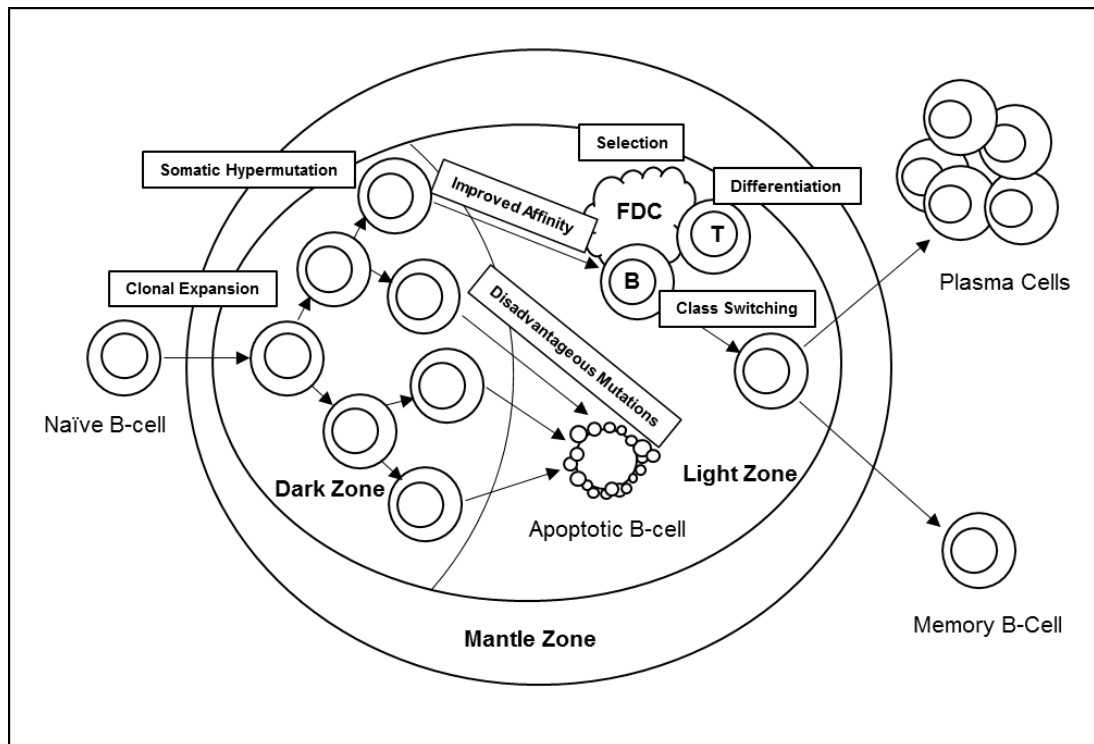 Selection
Somatic Hypermutation
Improved Affinity
FDC
Differentiation
T
B
Clonal Expansion
Disadvantageous Mutations
Class Switching
Plasma Cells
Naïve B-cell
Dark Zone
Light Zone
Apoptotic B-cell
Memory B-Cell
Mantle Zone